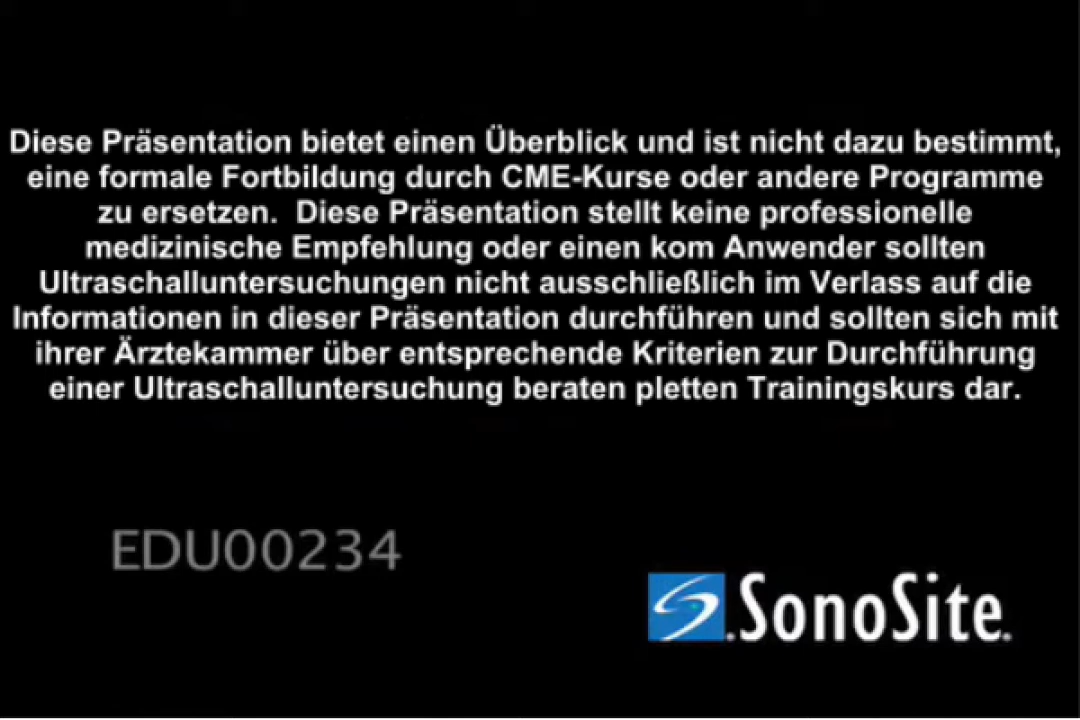 Diese Präsentation bietet einen Überblick und ist nicht dazu bestimmt,
eine formale Fortbildung durch CME-Kurse oder andere Programme
zu ersetzen.  Diese Präsentation stellt keine professionelle
medizinische Empfehlung oder einen kom Anwender sollten
Ultraschalluntersuchungen nicht ausschließlich im Verlass auf die
Informationen in dieser Präsentation durchführen und sollten sich mit
ihrer Ärztekammer über entsprechende Kriterien zur Durchführung
einer Ultraschalluntersuchung beraten pletten Trainingskurs dar.
EDU00234
SonoSite.